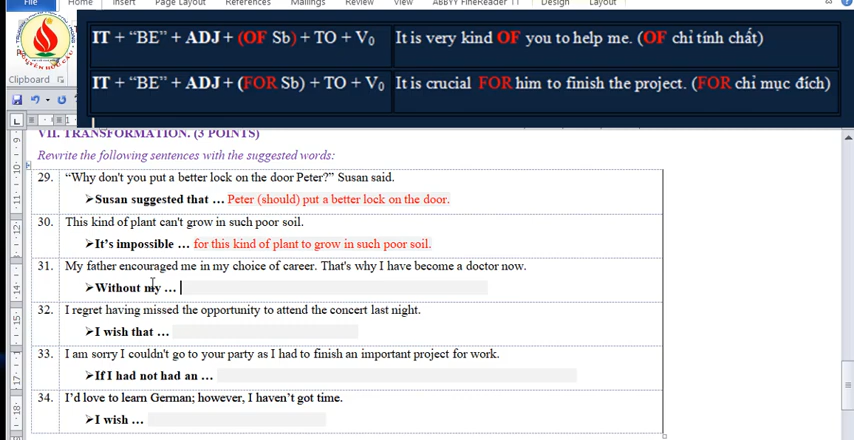 File
Home
Insert
Page Layout
References
Mailings
Review
View
ABBYY FineReader 11
Design
Layout
IT + “BE” + ADJ + (OF Sb) + TO + V0 It is very kind OF you to help me. (OF chỉ tính chất)
IT + “BE” + ADJ + (FOR Sb) + TO + V0 It is crucial FOR him to finish the project. (FOR chỉ mục đích)
Clipboard
VII. TRANSFORMATION. (3 POINTS)
Rewrite the following sentences with the suggested words:
29. “Why don't you put a better lock on the door Peter?” Susan said.
➢Susan suggested that … Peter (should) put a better lock on the door.
30. This kind of plant can't grow in such poor soil.
➢It’s impossible … for this kind of plant to grow in such poor soil.
31. My father encouraged me in my choice of career. That's why I have become a doctor now.
➢Without my …
32. I regret having missed the opportunity to attend the concert last night.
➢I wish that …
33. I am sorry I couldn't go to your party as I had to finish an important project for work.
➢If I had not had an …
34. I’d love to learn German; however, I haven’t got time.
➢I wish …